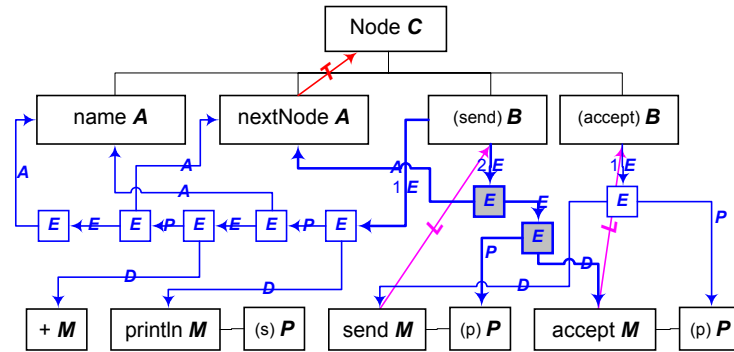 Node C
T
name A
nextNode A
(send) B
(accept) B
A
A
A
A
1 E
2 E
1 E
E
E
E
E
P
E
E
E
P
E
E
E
E
L
L
P
P
D
D
D
D
+ M
println M
(s) P
send M
(p) P
accept M
(p) P